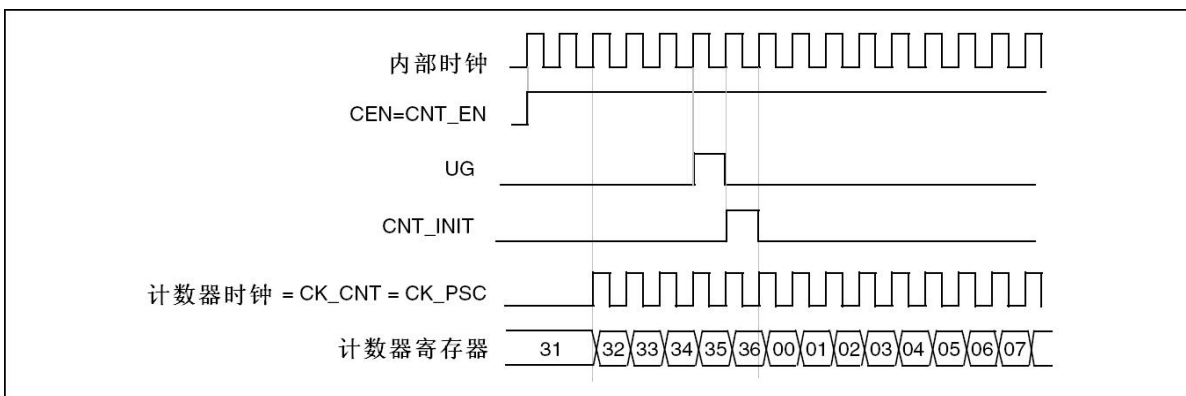 内部时钟
CEN=CNT_EN
UG
CNT_INIT
计数器时钟 = CK_CNT = CK_PSC
计数器寄存器 31 32 33 34 35 36 00 01 02 03 04 05 06 07